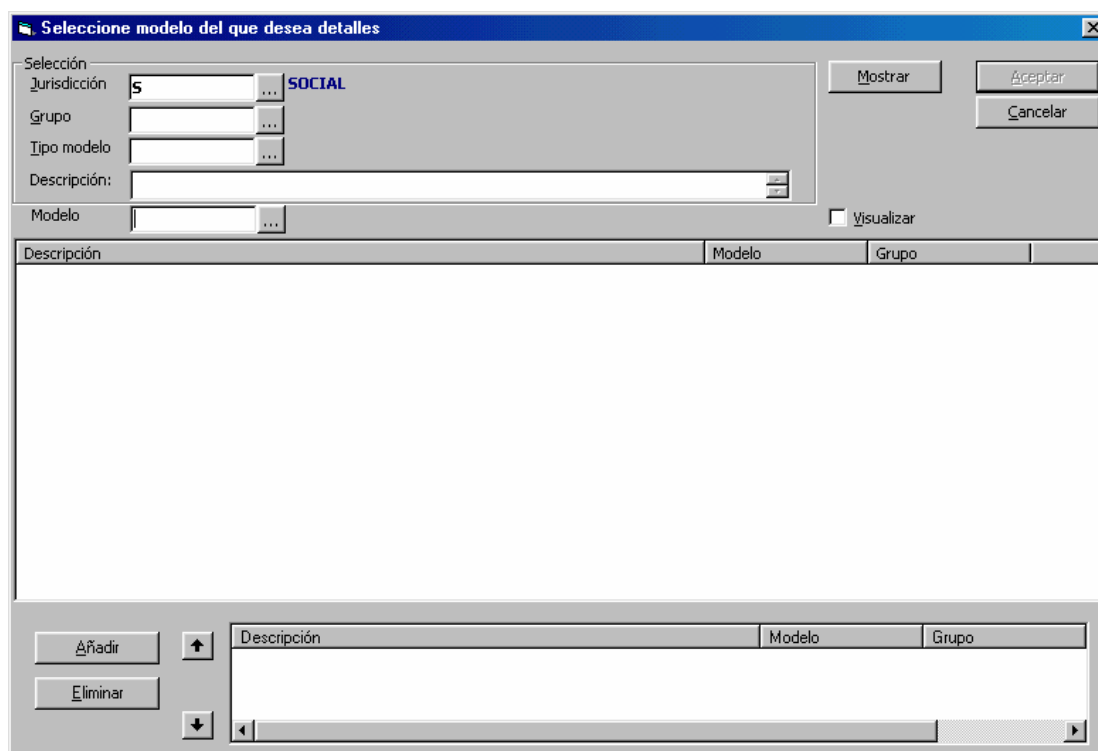 Seleccione modelo del que desea detalles
Selección
Jurisdicción S ... SOCIAL
Mostrar
Aceptar
Grupo ...
Cancelar
Tipo modelo ...
Descripción:
Modelo ...
Visualizar
Descripción Modelo Grupo
Añadir
Descripción Modelo Grupo
Eliminar